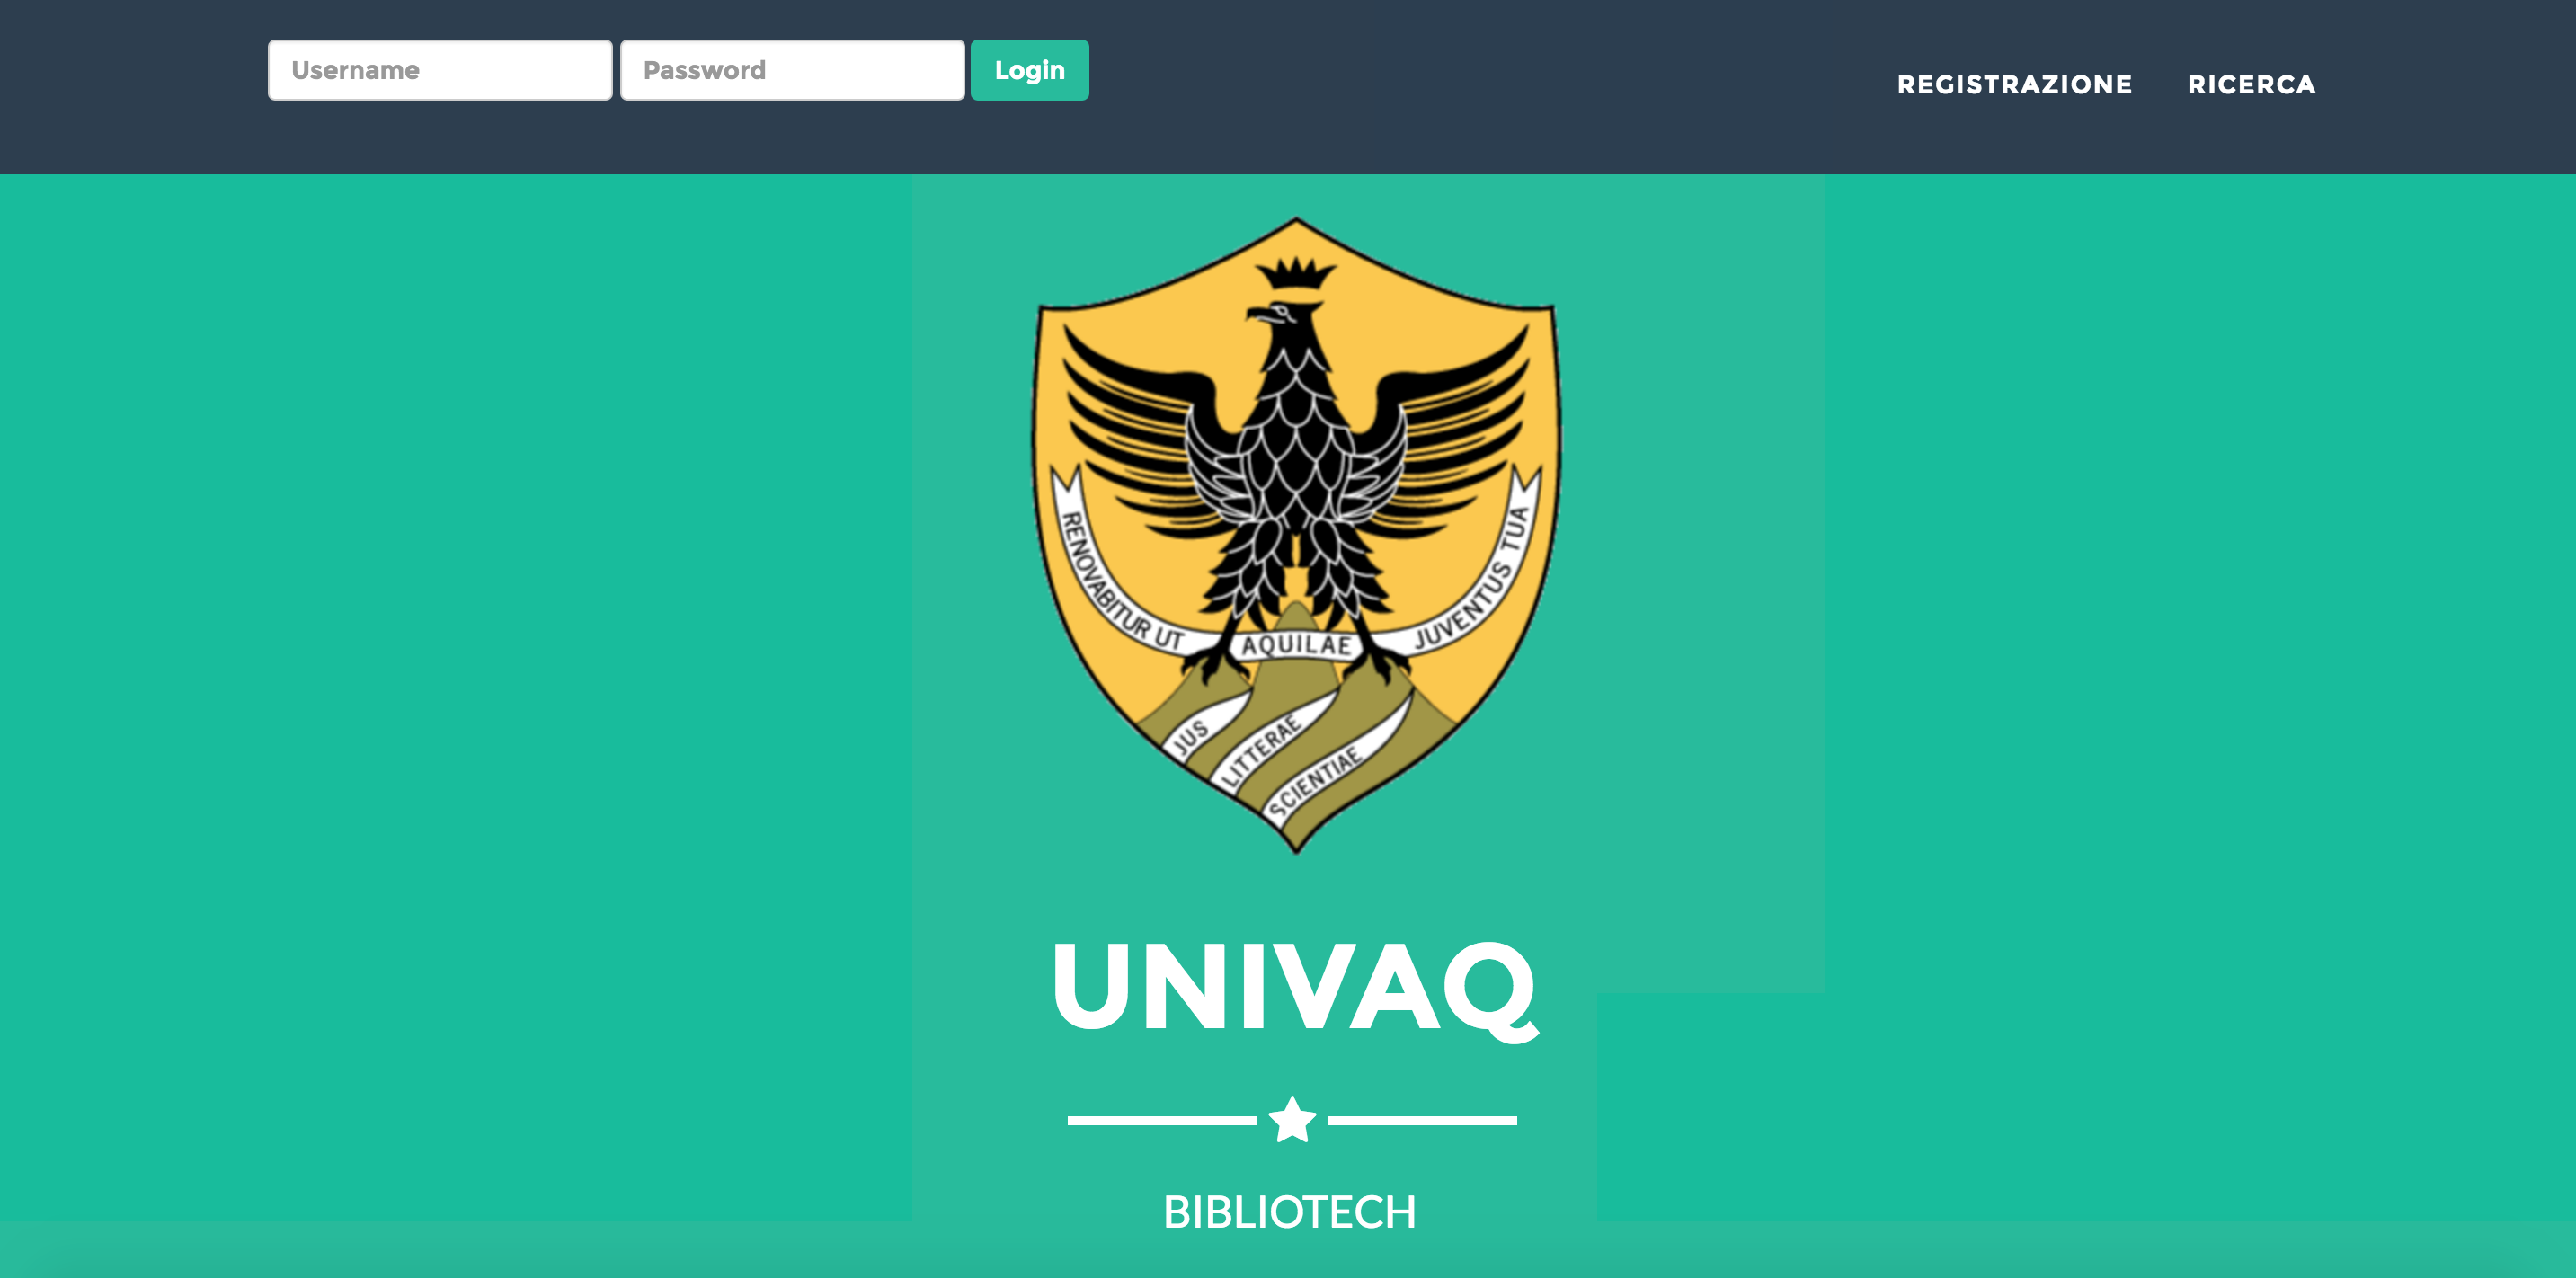 Username Password Login REGISTRAZIONE RICERCA
RENOVABITUR UT AQUILAE JUVENTUS TUA
JUS
LITTERAE
SCIENTIAE
UNIVAQ
BIBLIOTECH